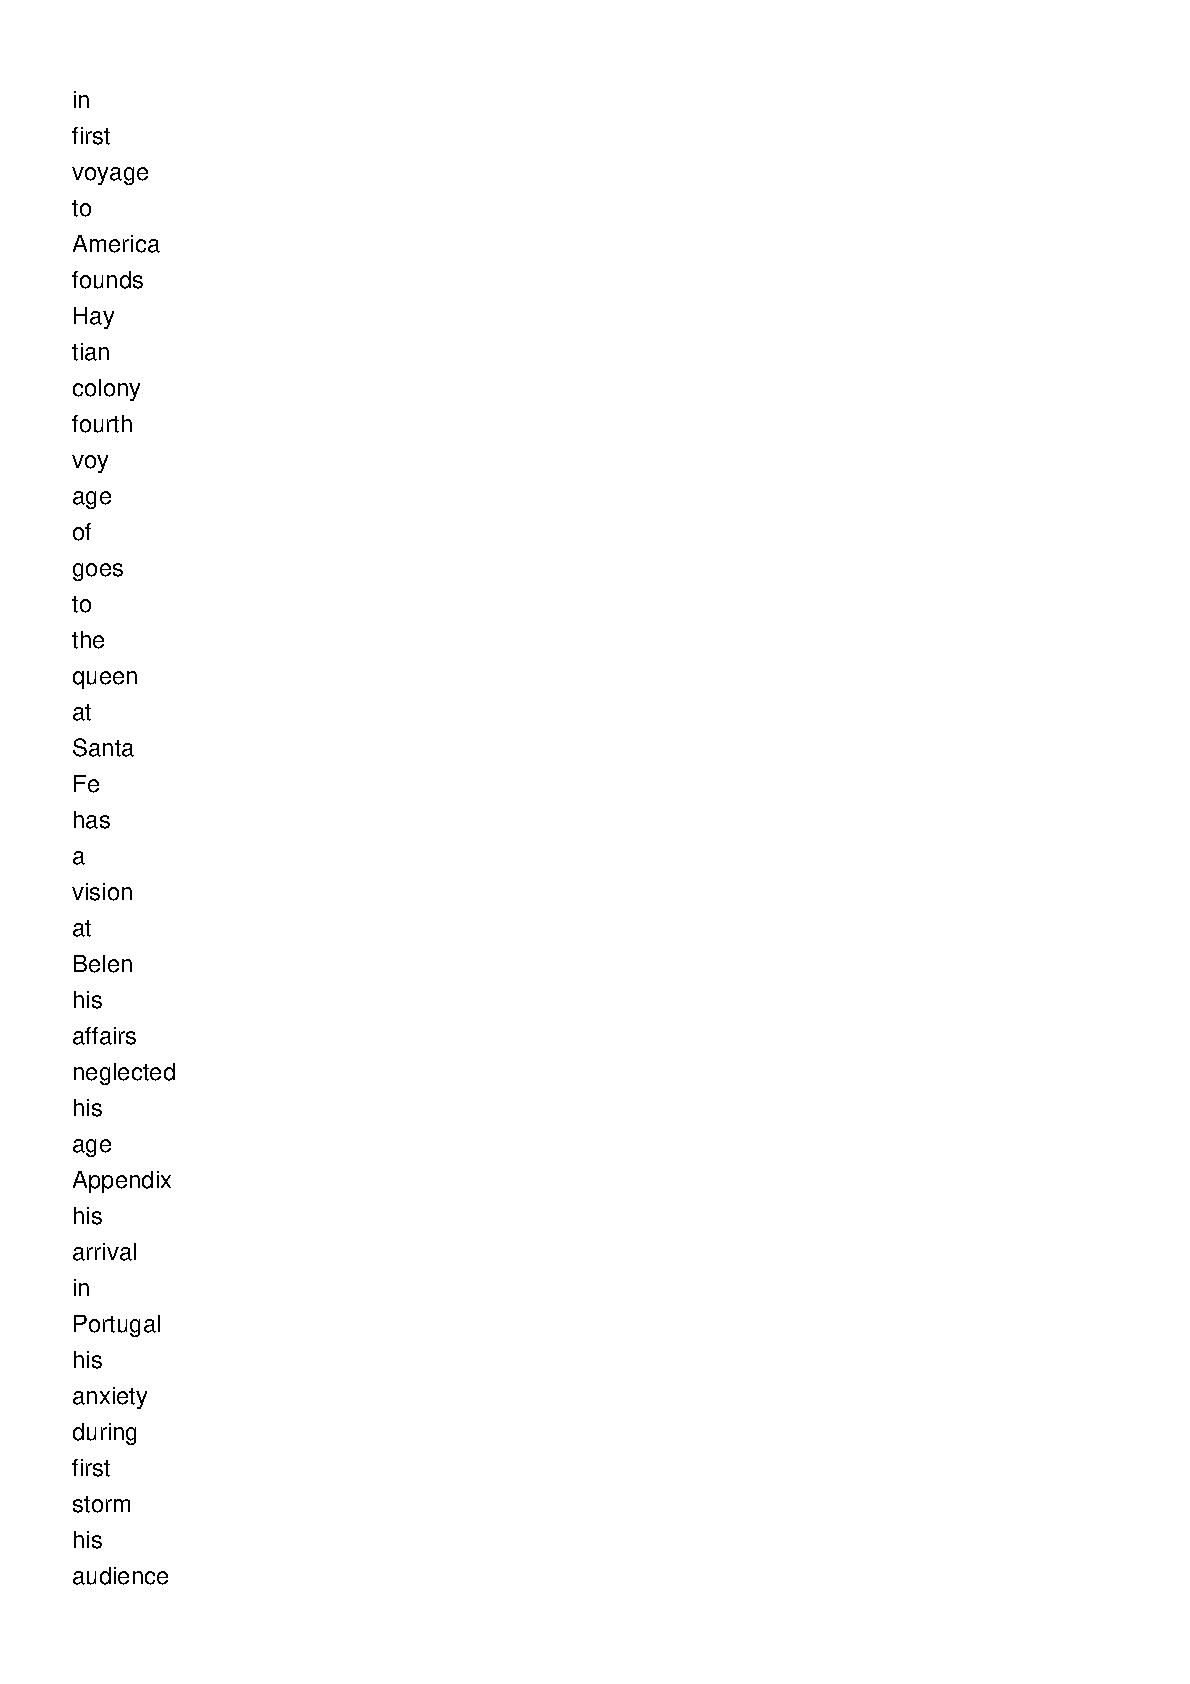 in
first
voyage
to
America
founds
Hay
tian
colony
fourth
voy
age
of
goes
to
the
queen
at
Santa
Fe
has
a
vision
at
Belen
his
affairs
neglected
his
age
Appendix
his
arrival
in
Portugal
his
anxiety
during
first
storm
his
audience